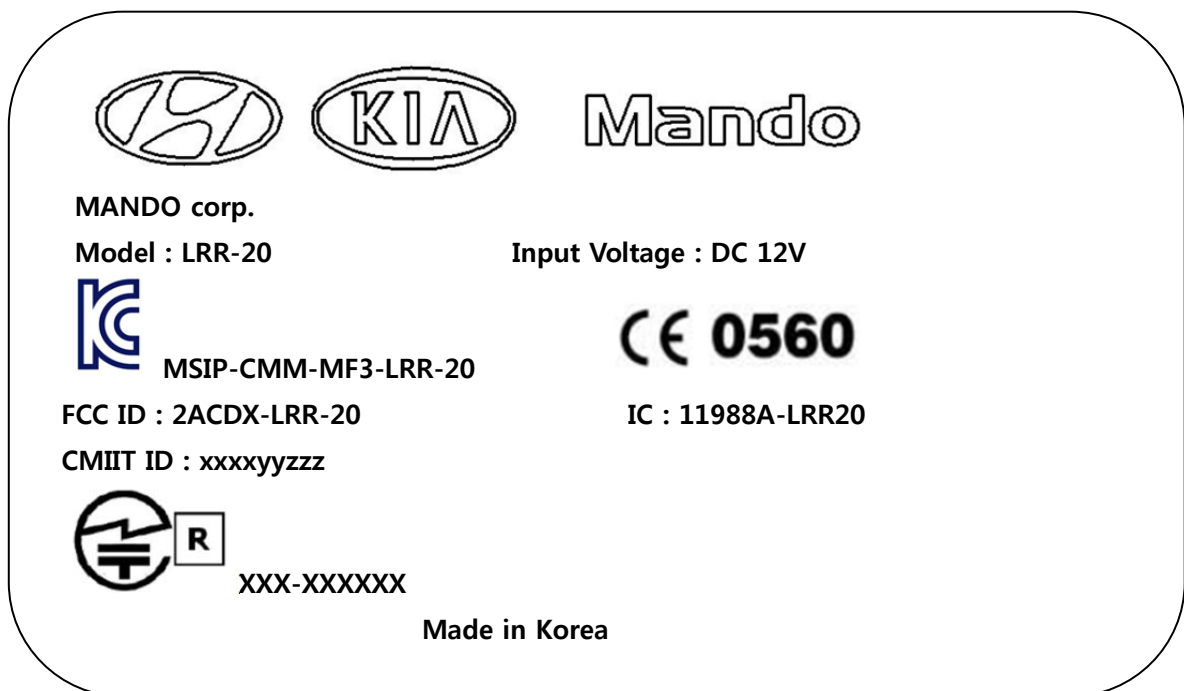 KIA Mando
MANDO corp.
Model : LRR-20 Input Voltage : DC 12V
CE 0560
MSIP-CMM-MF3-LRR-20
FCC ID : 2ACDX-LRR-20 IC : 11988A-LRR20
CMIIT ID : xxxxyyzzz
R
XXX-XXXXXX
Made in Korea